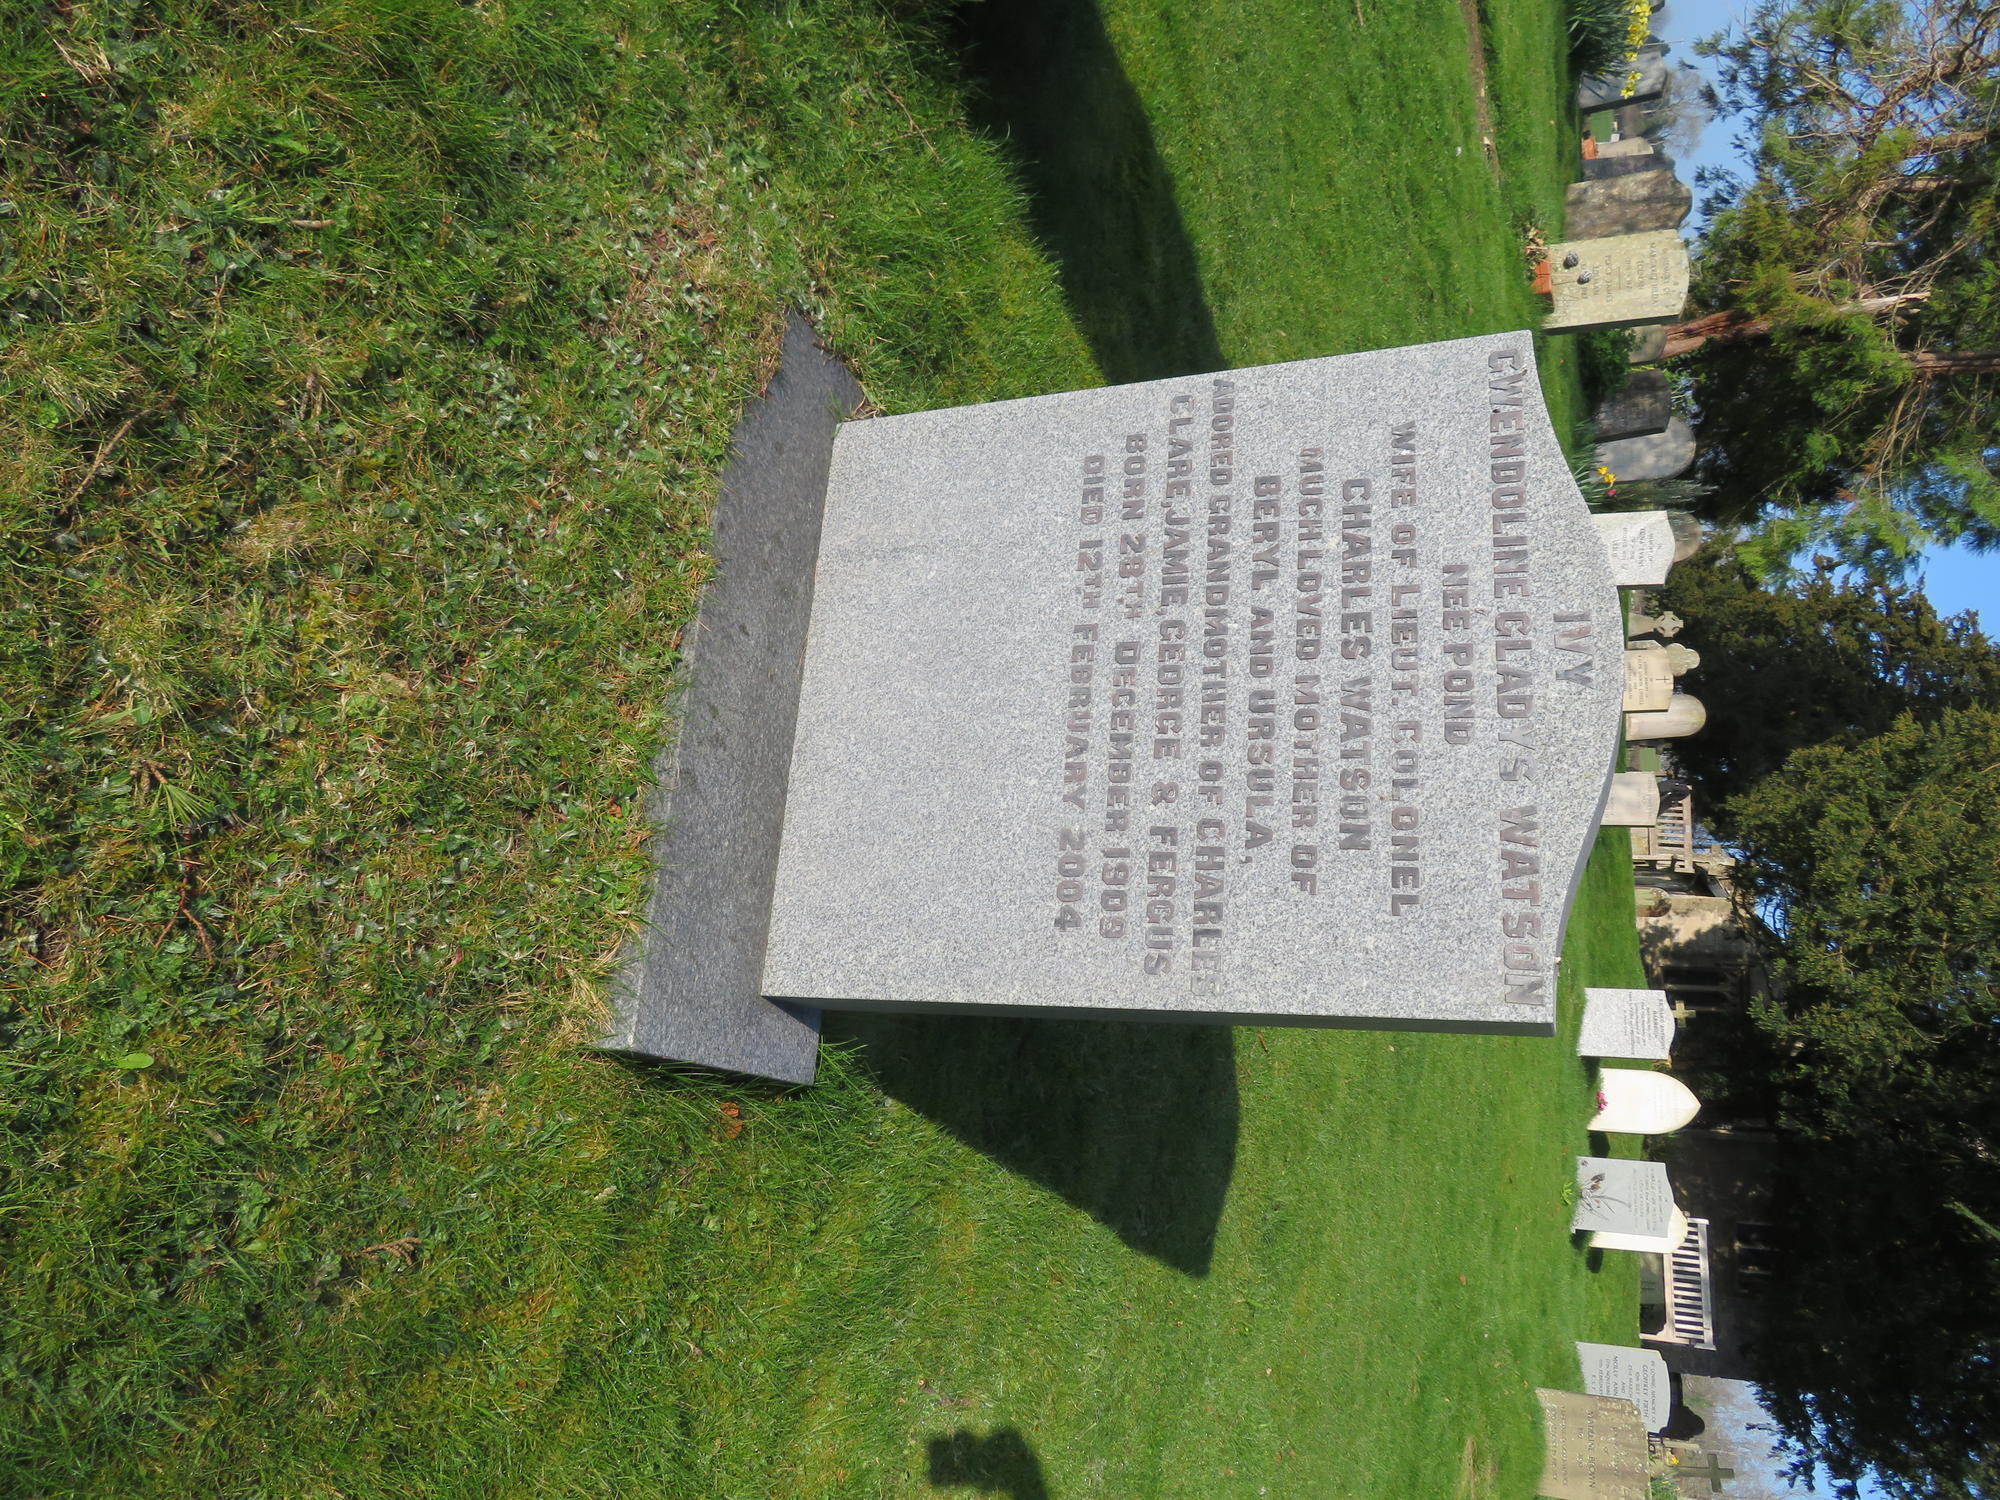 IVY
GWENDOLINE GLADYS WATSON
NEE POND
WIFE OF LIEUT. COLONEL
CHARLES WATSON
MUCH LOVED MOTHER OF
BERYL AND URSULA,
ADORED GRANDMOTHER OF CHARLES
CLARE, JAMIE, GEORGE & FERGUS
BORN 28TH DECEMBER 1909
DIED 12TH FEBRUARY 2004